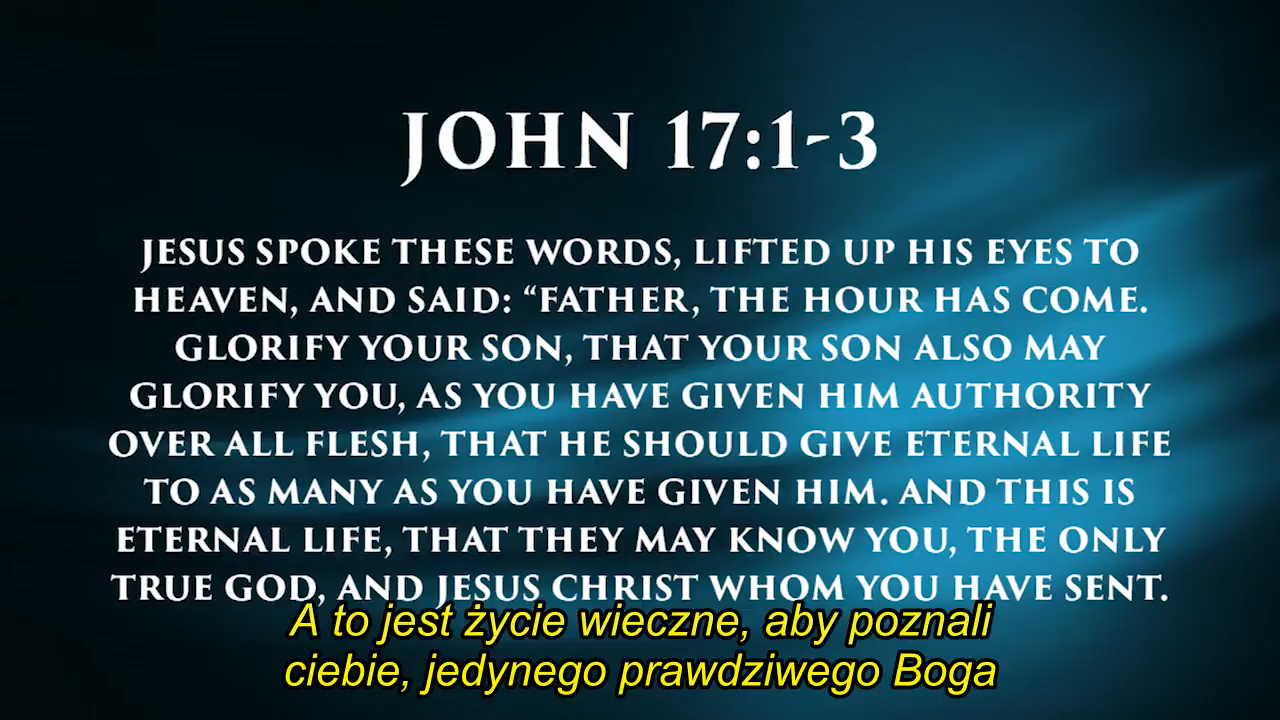 JOHN 17:1-3
JESUS SPOKE THESE WORDS, LIFTED UP HIS EYES TO
HEAVEN, AND SAID: “FATHER, THE HOUR HAS COME.
GLORIFY YOUR SON, THAT YOUR SON ALSO MAY
GLORIFY YOU, AS YOU HAVE GIVEN HIM AUTHORITY
OVER ALL FLESH, THAT HE SHOULD GIVE ETERNAL LIFE
TO AS MANY AS YOU HAVE GIVEN HIM. AND THIS IS
ETERNAL LIFE, THAT THEY MAY KNOW YOU, THE ONLY
TRUE GOD, AND JESUS CHRIST WHOM YOU HAVE SENT.
A to jest życie wieczne, aby poznali
ciebie, jedynego prawdziwego Boga